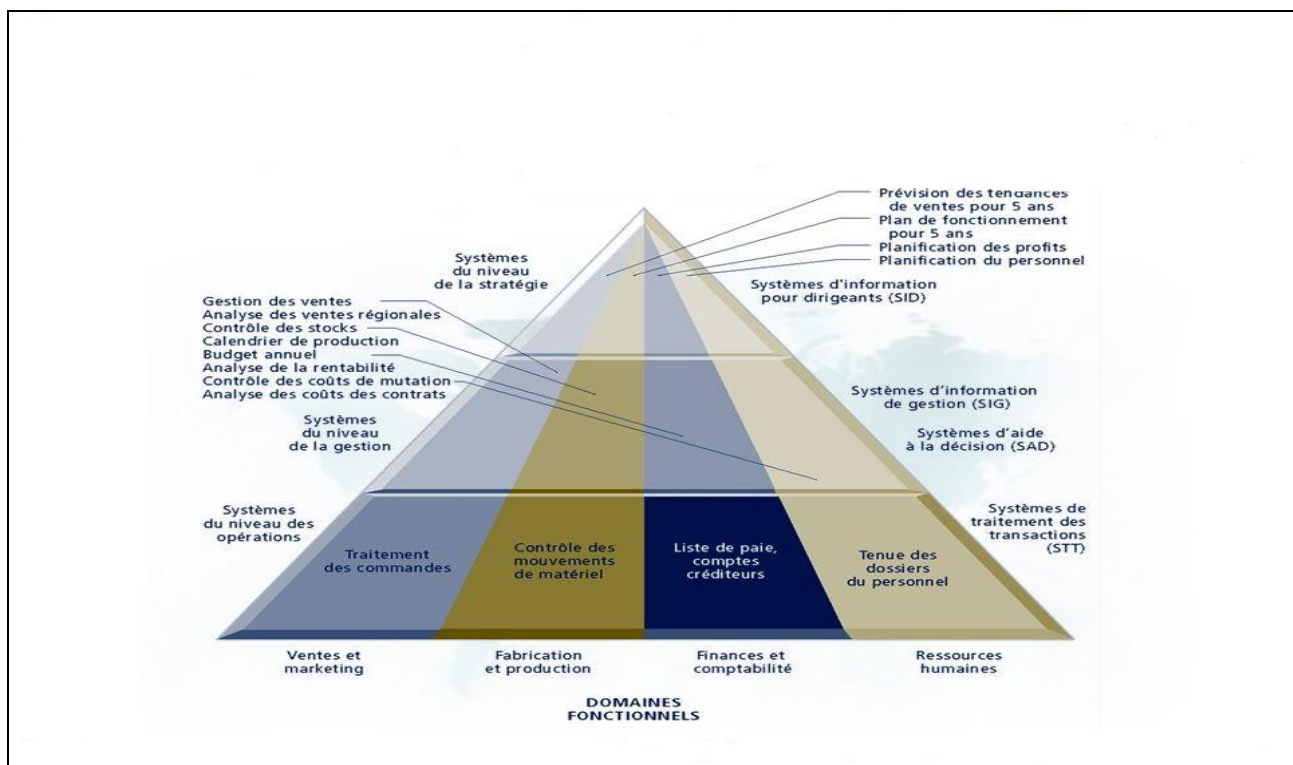 Prévision des tendances
de ventes pour 5 ans
Plan de fonctionnement
pour 5 ans
Planification des profits
Planification du personnel
Systèmes
du niveau
de la stratégie
Systèmes d'information
pour dirigeants (SID)
Gestion des ventes
Analyse des ventes régionales
Contrôle des stocks
Calendrier de production
Budget annuel
Analyse de la rentabilité
Contrôle des coûts de mutation
Analyse des coûts des contrats
Systèmes
du niveau
de la gestion
Systèmes d'information
de gestion (SIG)
Systèmes d'aide
à la décision (SAD)
Systèmes
du niveau des
opérations
Systèmes de
traitement des
transactions
(STT)
Traitement
des commandes
Contrôle des
mouvements
de matériel
Liste de paie,
comptes
créditeurs
Tenue des
dossiers
du personnel
Ventes et
marketing
Fabrication
et production
Finances et
comptabilité
Ressources
humaines
DOMAINES
FONCTIONNELS